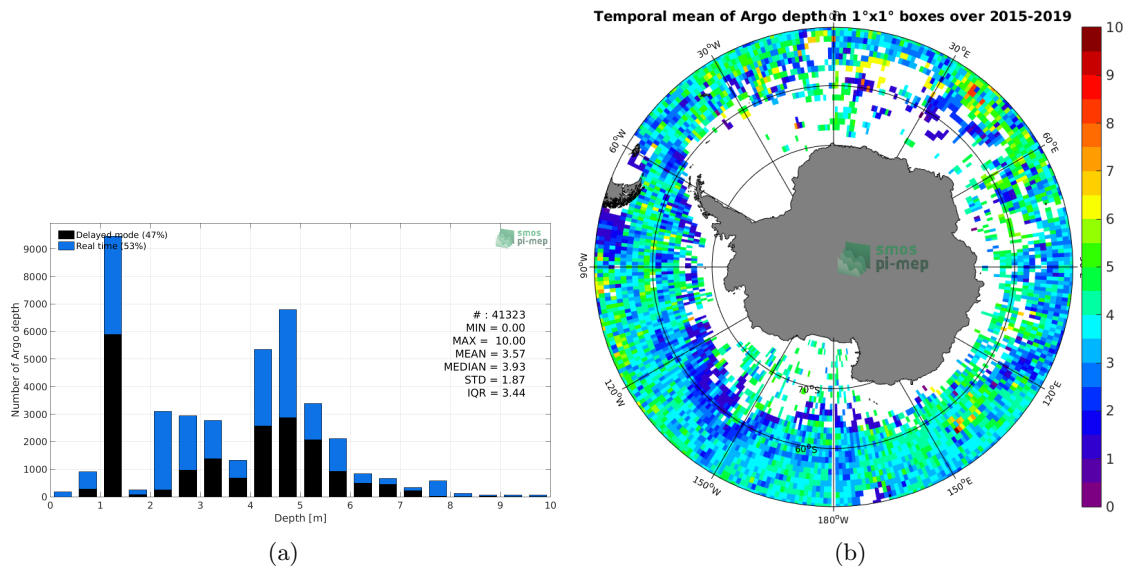 Delayed mode (47%)
Real time (53%)
smos
pi-mep
# : 41323
MIN = 0.00
MAX = 10.00
MEAN = 3.57
MEDIAN = 3.93
STD = 1.87
IQR = 3.44
Number of Argo depth
9000
8000
7000
6000
5000
4000
3000
2000
1000
0
0 1 2 3 4 5 6 7 8 9 10
Depth [m]
(a)
Temporal mean of Argo depth in 1°x1° boxes over 2015-2019
30°W
30°E
60°W
60°E
90°W
120°W
120°E
150°W
150°E
180°W
70°S
60°S
smos
pi-mep
10
9
8
7
6
5
4
3
2
1
0
(b)